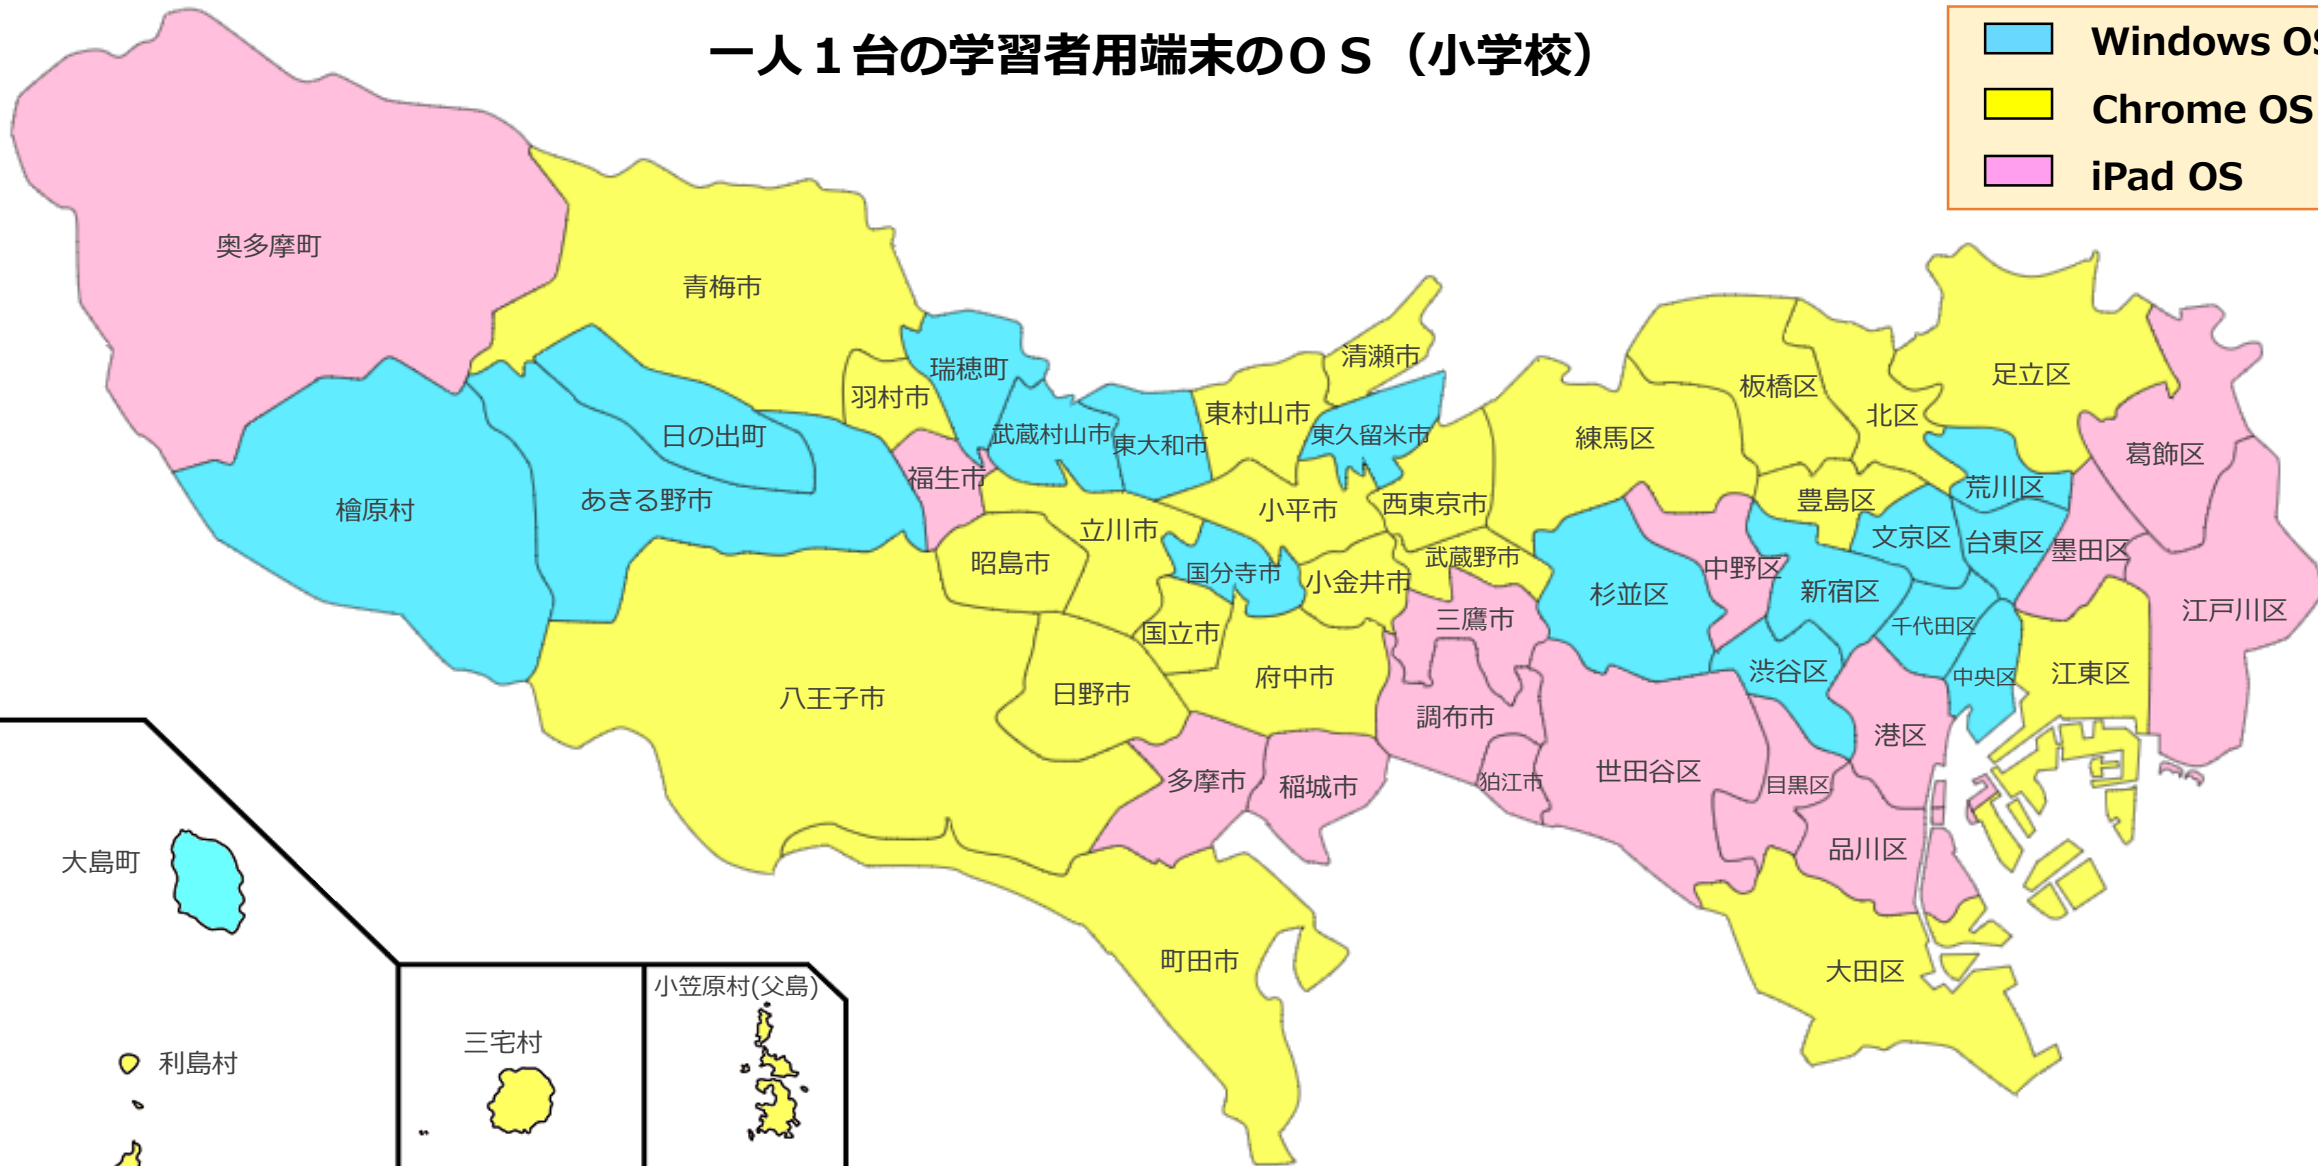 一人１台の学習者用端末のＯＳ（小学校）
Windows OS
Chrome OS
iPad OS
奥多摩町
青梅市
瑞穂町
羽村市
日の出町
福生市
檜原村
あきる野市
武蔵村山市
東大和市
東村山市
清瀬市
東久留米市
小平市
西東京市
立川市
昭島市
国分寺市
小金井市
武蔵野市
国立市
三鷹市
府中市
八王子市
日野市
調布市
狛江市
多摩市
稲城市
町田市
練馬区
板橋区
北区
足立区
葛飾区
荒川区
豊島区
文京区
台東区
墨田区
中野区
杉並区
新宿区
千代田区
江戸川区
渋谷区
中央区
江東区
港区
世田谷区
目黒区
品川区
大田区
大島町
利島村
三宅村
小笠原村(父島)